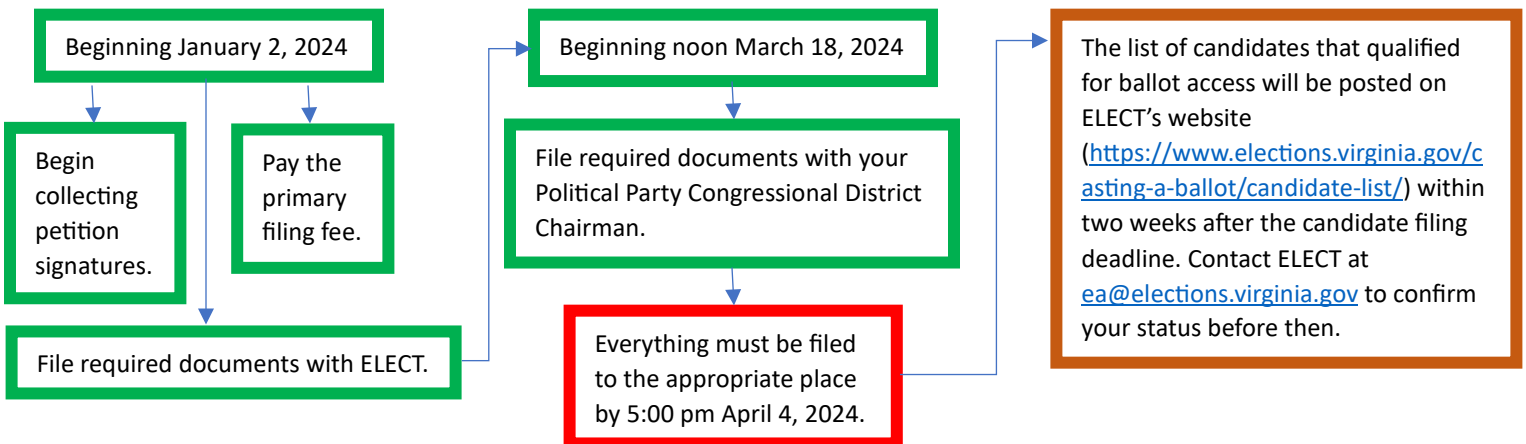 Beginning January 2, 2024
Begin
collecting
petition
signatures.
Pay the
primary
filing fee.
File required documents with ELECT.
Beginning noon March 18, 2024
File required documents with your
Political Party Congressional District
Chairman.
Everything must be filed
to the appropriate place
by 5:00 pm April 4, 2024.
The list of candidates that qualified
for ballot access will be posted on
ELECT’s website
(https://www.elections.virginia.gov/c
asting-a-ballot/candidate-list/) within
two weeks after the candidate filing
deadline. Contact ELECT at
ea@elections.virginia.gov to confirm
your status before then.